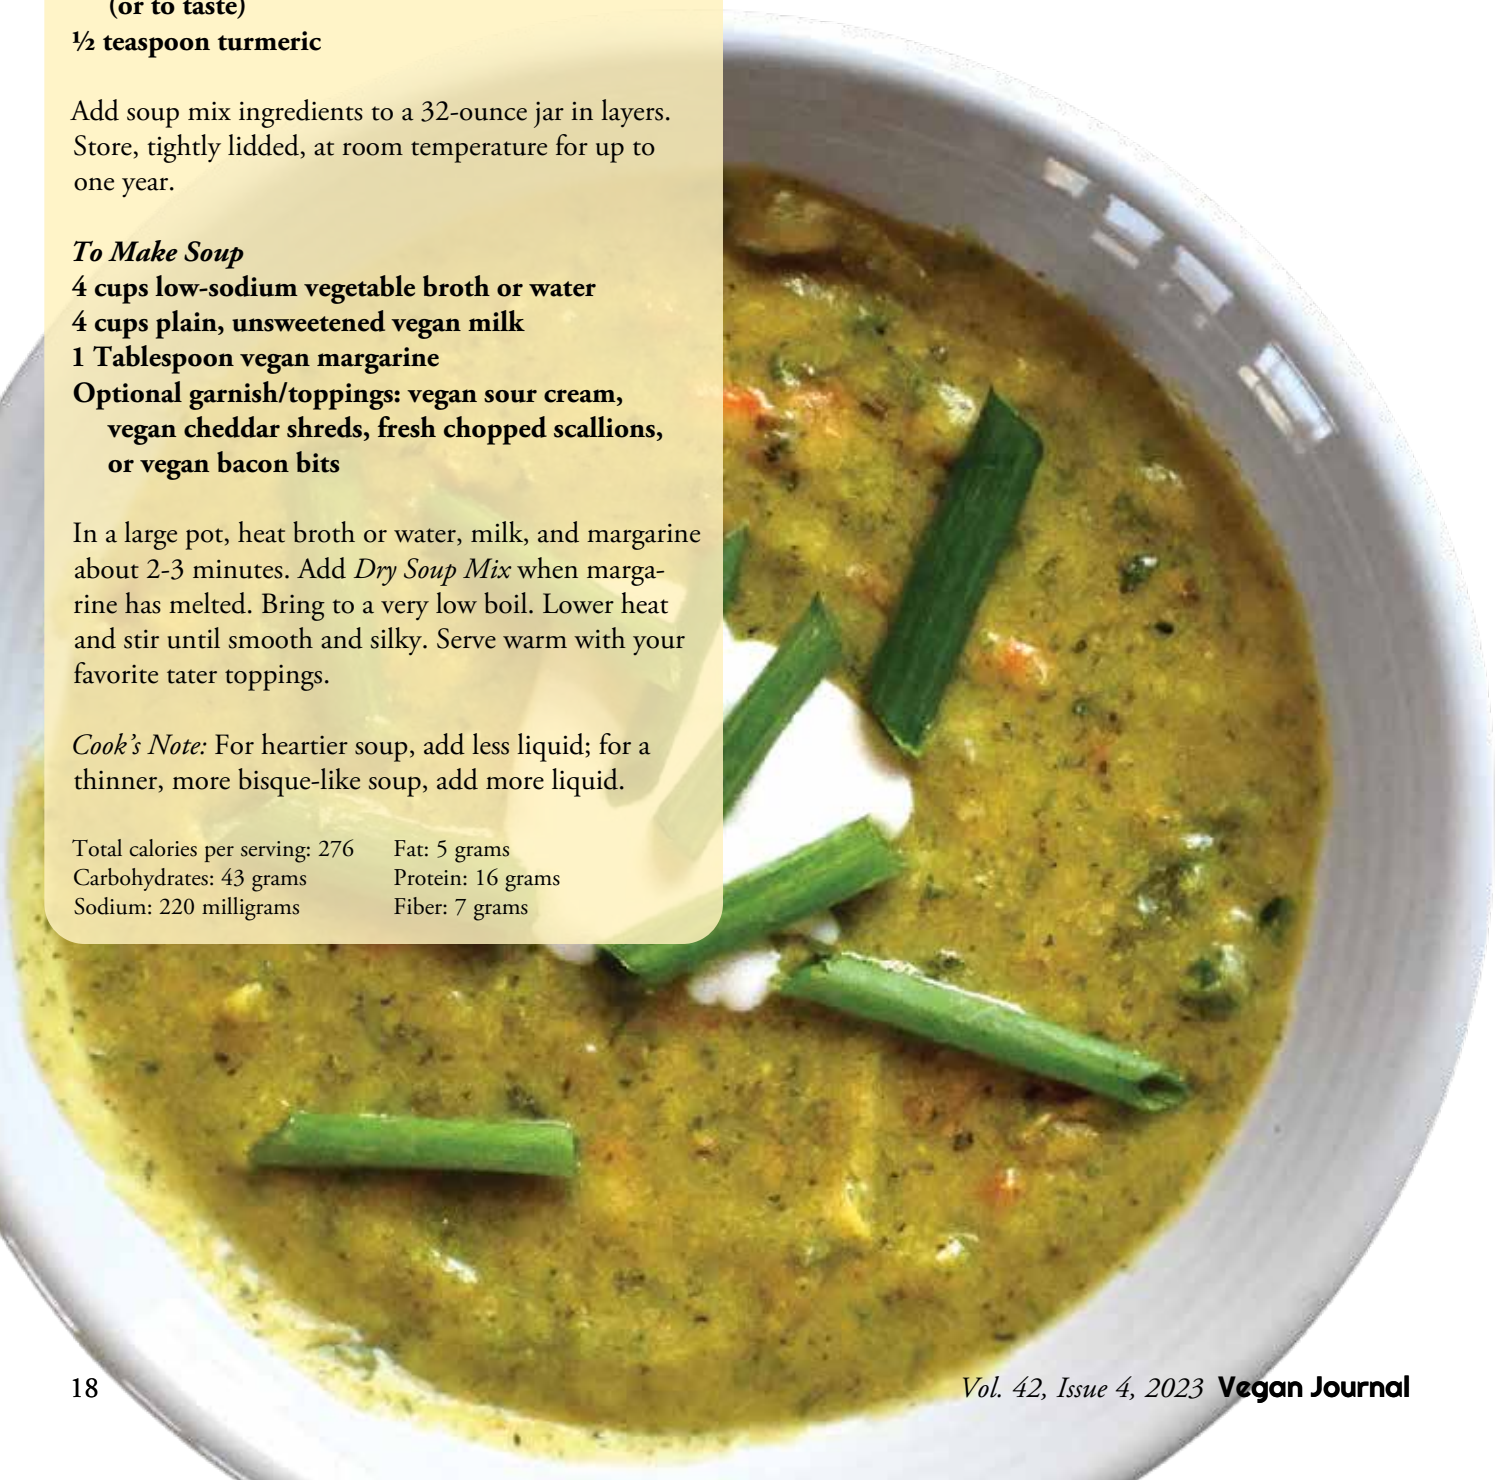 (or to taste)
½ teaspoon turmeric
Add soup mix ingredients to a 32-ounce jar in layers.
Store, tightly lidded, at room temperature for up to
one year.
To Make Soup
4 cups low-sodium vegetable broth or water
4 cups plain, unsweetened vegan milk
1 Tablespoon vegan margarine
Optional garnish/toppings: vegan sour cream,
vegan cheddar shreds, fresh chopped scallions,
or vegan bacon bits
In a large pot, heat broth or water, milk, and margarine
about 2-3 minutes. Add Dry Soup Mix when marga-
rine has melted. Bring to a very low boil. Lower heat
and stir until smooth and silky. Serve warm with your
favorite tater toppings.
Cook's Note: For heartier soup, add less liquid; for a
thinner, more bisque-like soup, add more liquid.
Total calories per serving: 276 Fat: 5 grams
Carbohydrates: 43 grams Protein: 16 grams
Sodium: 220 milligrams Fiber: 7 grams
18 Vol. 42, Issue 4, 2023 Vegan Journal